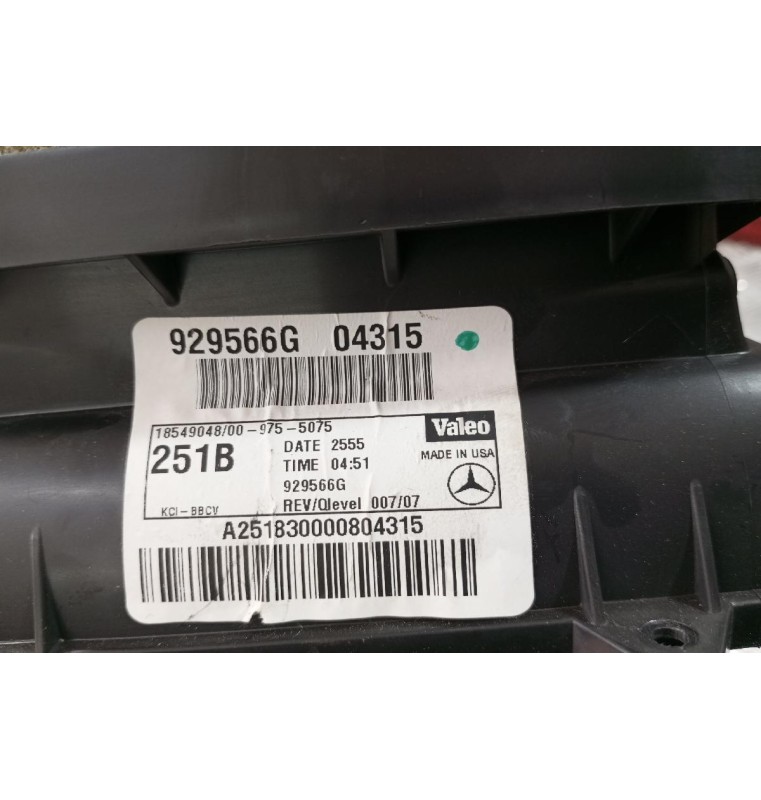 929566G 04315
18549048/00-975-5075
Valeo
251B
DATE 2555
MADE IN USA
TIME 04:51
929566G
KCI-BBCV
REV/Qlevel 007/07
A251830000804315